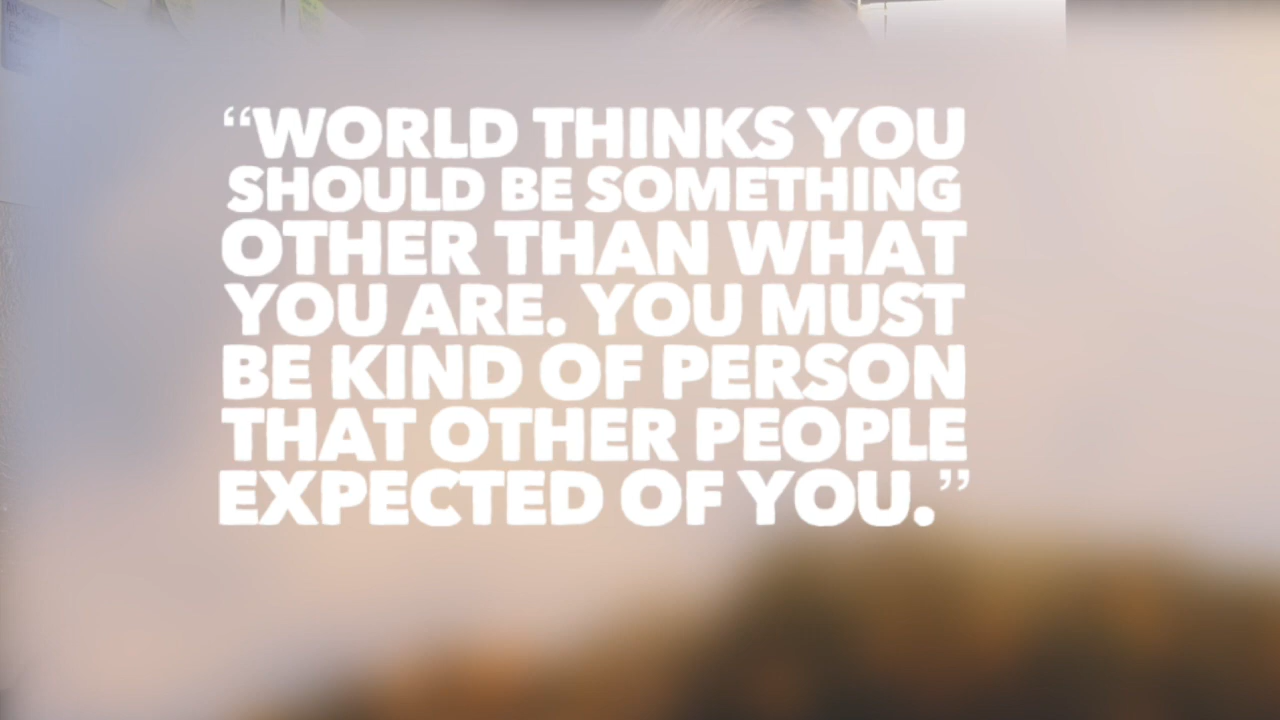 “WORLD THINKS YOU
SHOULD BE SOMETHING
OTHER THAN WHAT
YOU ARE. YOU MUST
BE KIND OF PERSON
THAT OTHER PEOPLE
EXPECTED OF YOU.”